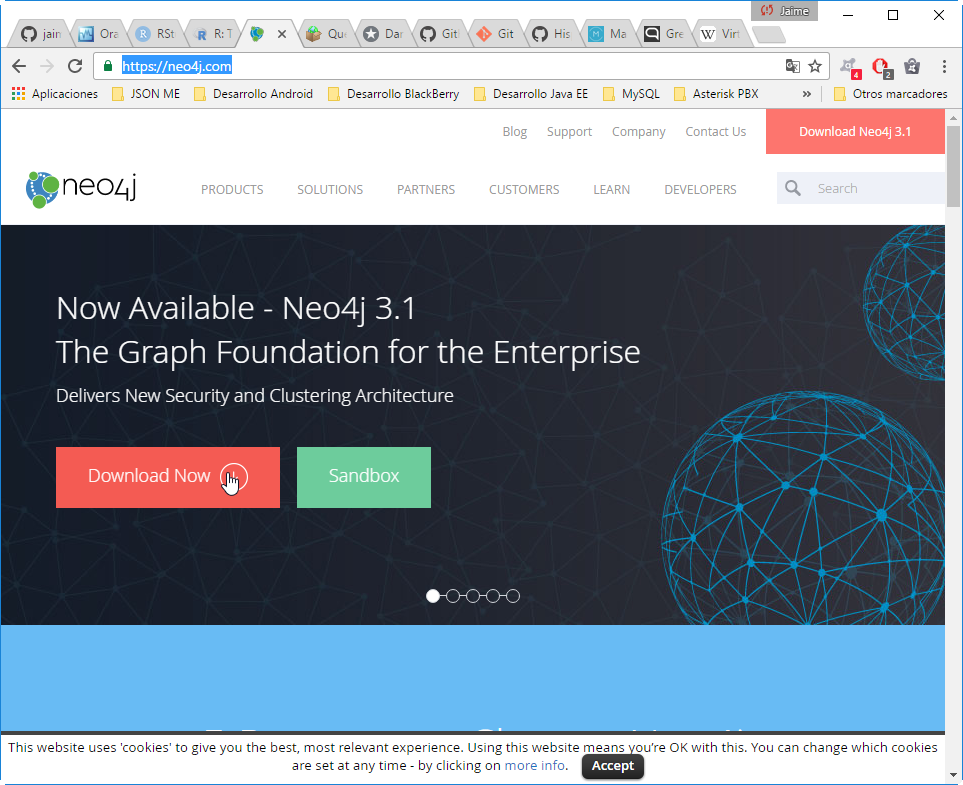 Jaime
jain
Ora
RSt
R: T
Que
Dar
Git
Git
His
Ma
Gre
Virt
https://neo4j.com
4
2
Aplicaciones JSON ME Desarrollo Android Desarrollo BlackBerry Desarrollo Java EE MySQL Asterisk PBX » Otros marcadores
Blog Support Company Contact Us Download Neo4j 3.1
neo4j PRODUCTS SOLUTIONS PARTNERS CUSTOMERS LEARN DEVELOPERS Search
Now Available - Neo4j 3.1
The Graph Foundation for the Enterprise
Delivers New Security and Clustering Architecture
Download Now Sandbox
This website uses 'cookies' to give you the best, most relevant experience. Using this website means you’re OK with this. You can change which cookies
are set at any time - by clicking on more info. Accept